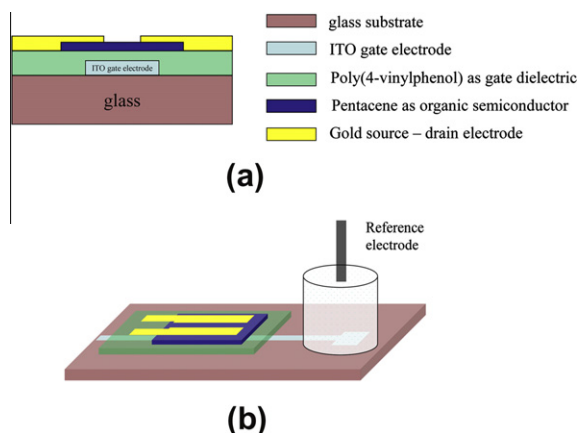 glass substrate
ITO gate electrode
ITO gate electrode
Poly(4-vinylphenol) as gate dielectric
glass
Pentacene as organic semiconductor
Gold source – drain electrode
(a)
Reference
electrode
(b)